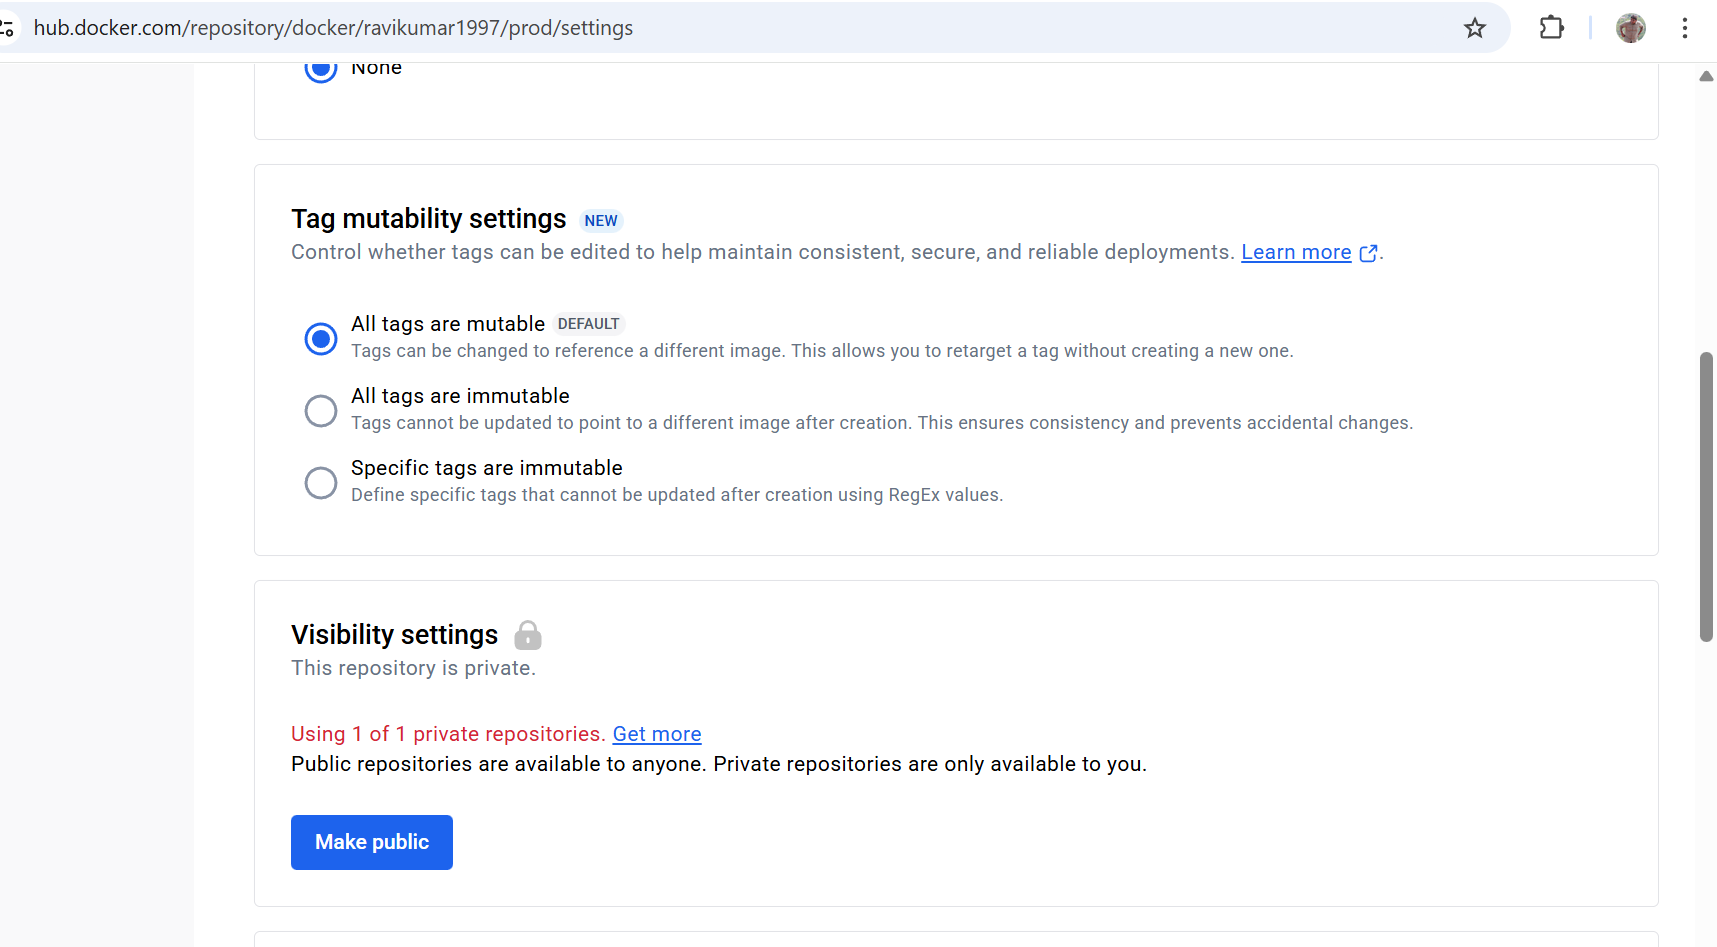 hub.docker.com/repository/docker/ravikumar1997/prod/settings
None
Tag mutability settings NEW
Control whether tags can be edited to help maintain consistent, secure, and reliable deployments. Learn more .
All tags are mutable DEFAULT
Tags can be changed to reference a different image. This allows you to retarget a tag without creating a new one.
All tags are immutable
Tags cannot be updated to point to a different image after creation. This ensures consistency and prevents accidental changes.
Specific tags are immutable
Define specific tags that cannot be updated after creation using RegEx values.
Visibility settings
This repository is private.
Using 1 of 1 private repositories. Get more
Public repositories are available to anyone. Private repositories are only available to you.
Make public